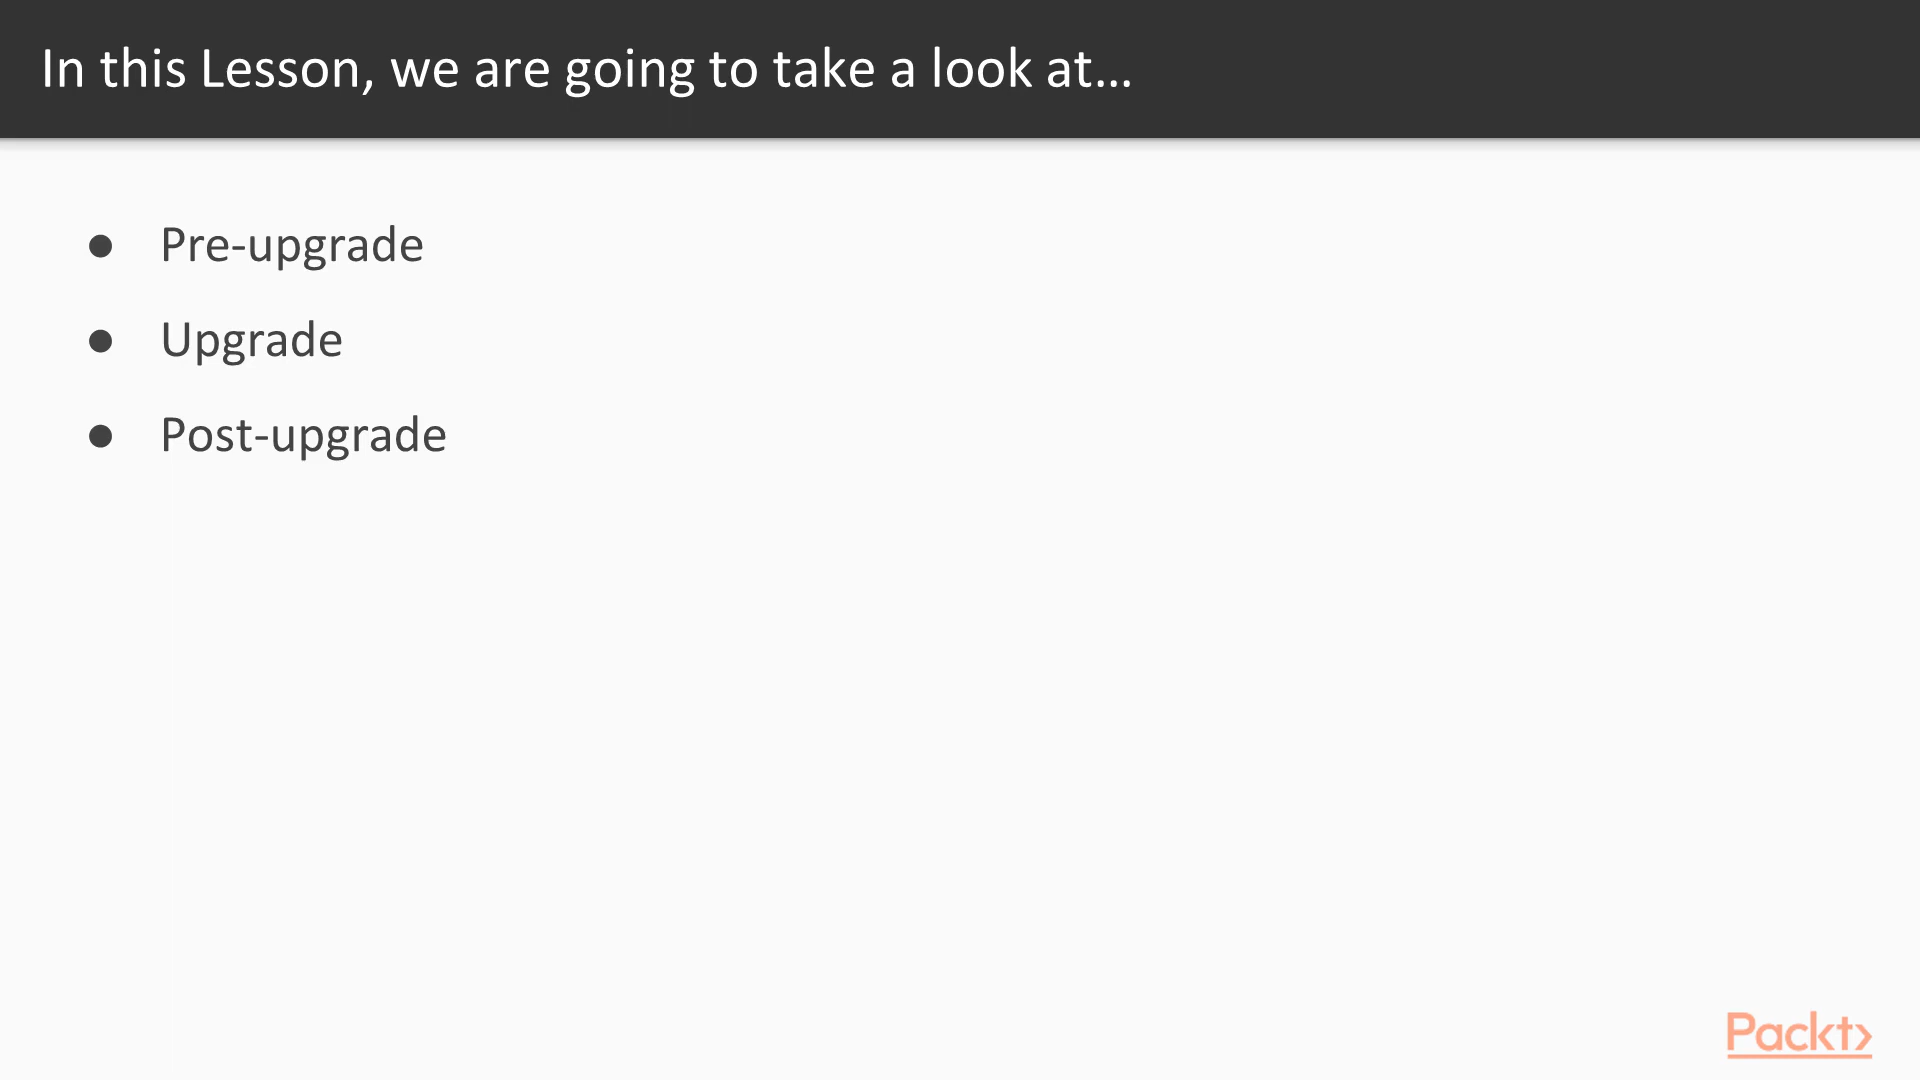 In this Lesson, we are going to take a look at...
● Pre-upgrade
● Upgrade
● Post-upgrade
Packt>